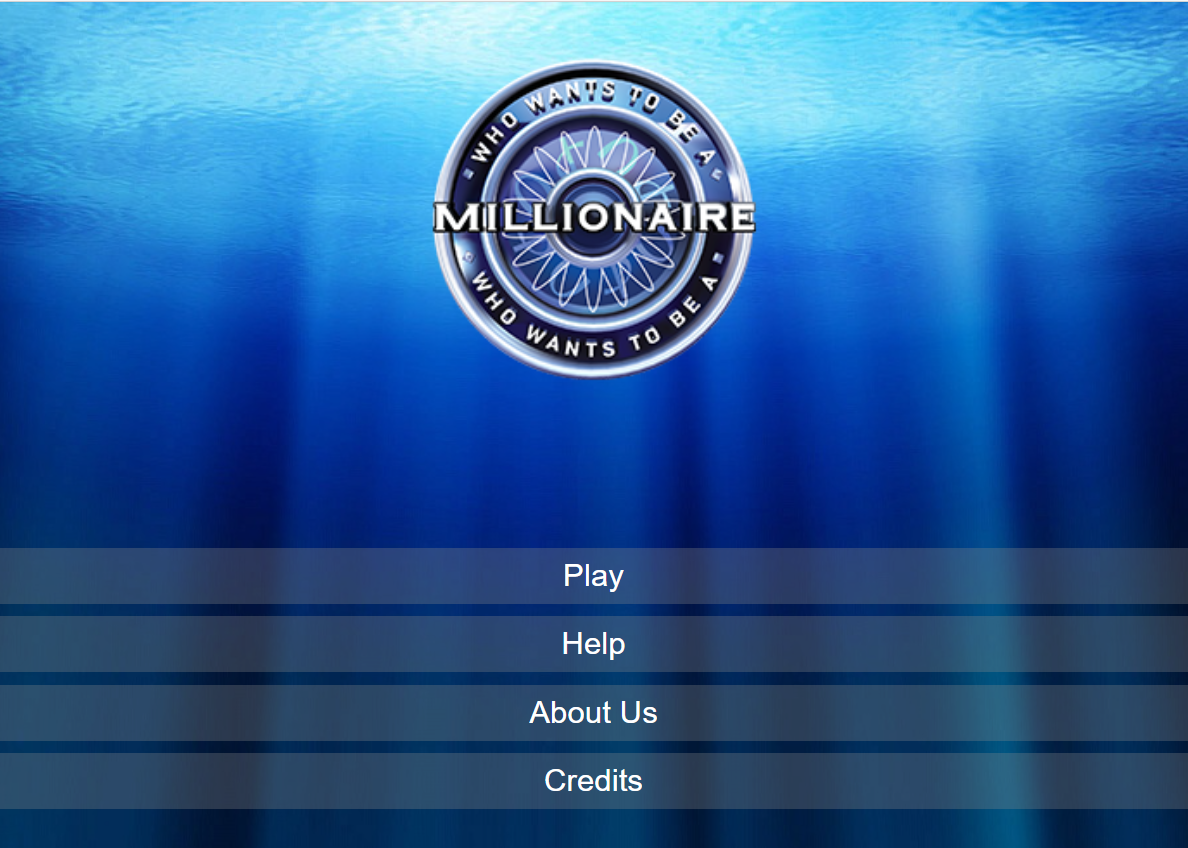 WHO WANTS TO BE A
MILLIONAIRE
WHO WANTS TO BE A
Play
Help
About Us
Credits